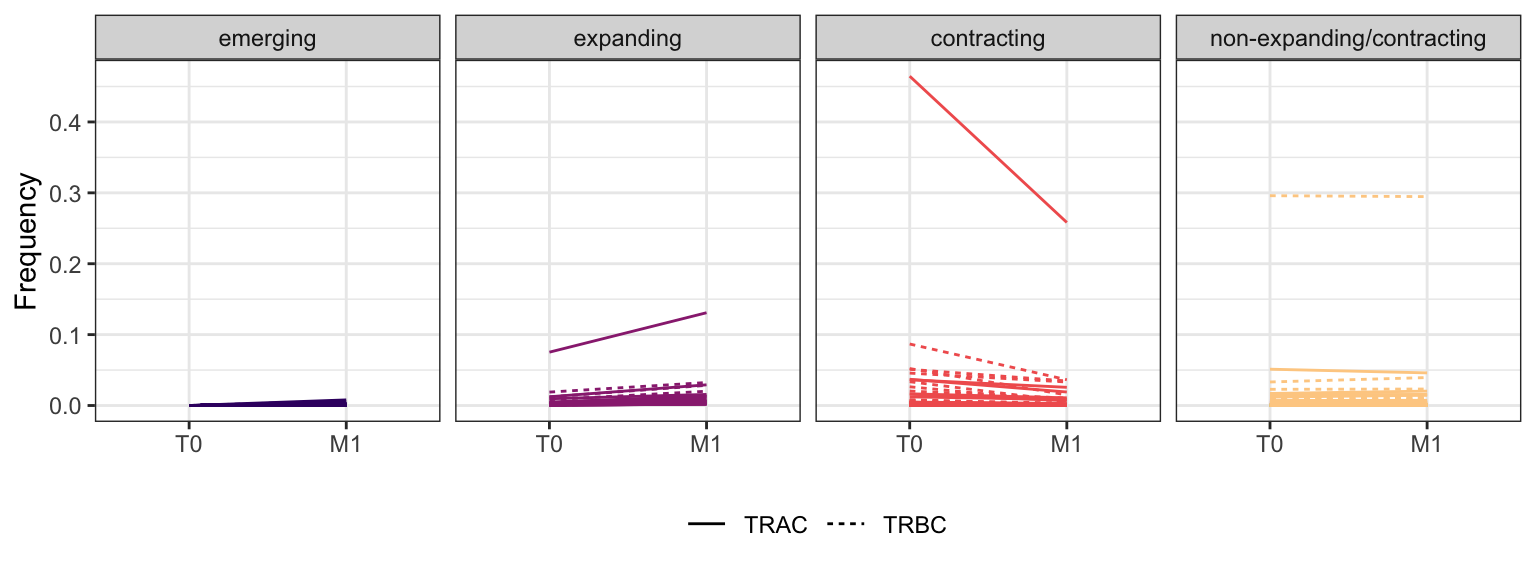 emerging expanding contracting non-expanding/contracting
Frequency
0.4
0.3
0.2
0.1
0.0
T0 M1 T0 M1 T0 M1 T0 M1
TRAC TRBC